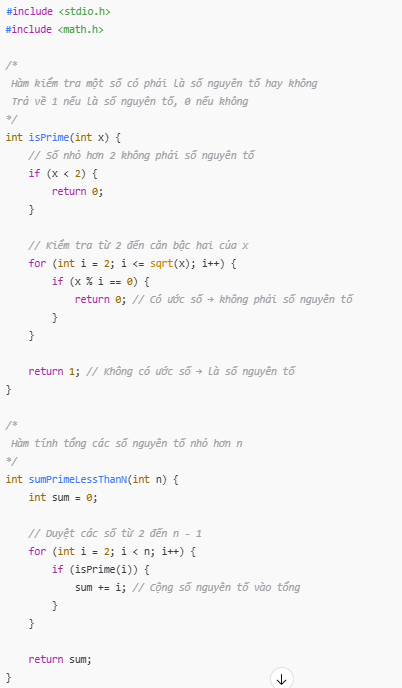 #include <stdio.h>
#include <math.h>
/*
Hàm kiểm tra một số có phải là số nguyên tố hay không
Trả về 1 nếu là số nguyên tố, 0 nếu không
*/
int isPrime(int x) {
// Số nhỏ hơn 2 không phải số nguyên tố
if (x < 2) {
return 0;
}
// Kiểm tra từ 2 đến căn bậc hai của x
for (int i = 2; i <= sqrt(x); i++) {
if (x % i == 0) {
return 0; // Có ước số → không phải số nguyên tố
}
}
return 1; // Không có ước số → là số nguyên tố
}
/*
Hàm tính tổng các số nguyên tố nhỏ hơn n
*/
int sumPrimeLessThanN(int n) {
int sum = 0;
// Duyệt các số từ 2 đến n - 1
for (int i = 2; i < n; i++) {
if (isPrime(i)) {
sum += i; // Cộng số nguyên tố vào tổng
}
}
return sum;
}